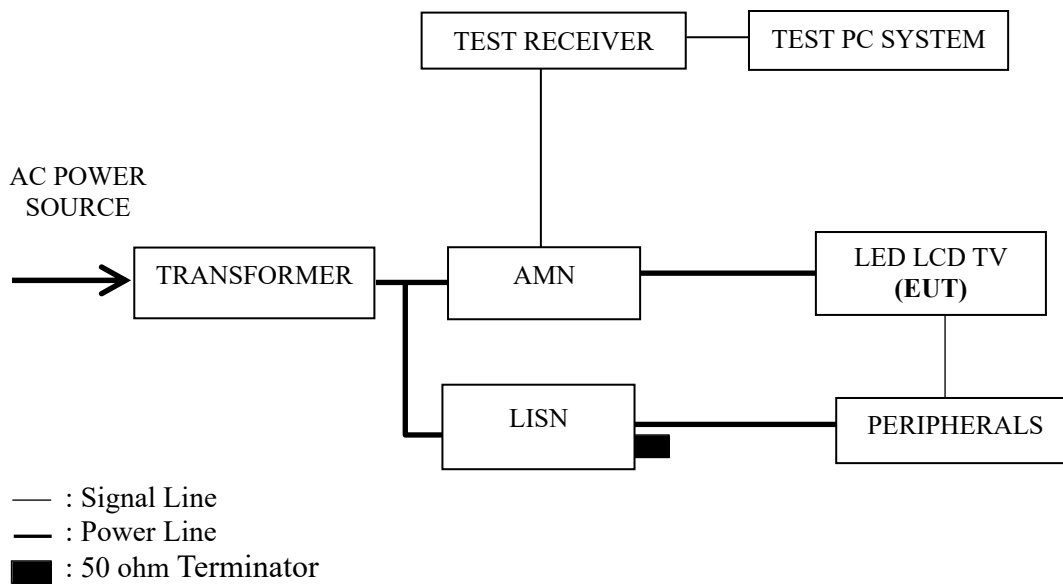 TEST RECEIVER
TEST PC SYSTEM
AC POWER
SOURCE
TRANSFORMER
AMN
LED LCD TV
(EUT)
LISN
PERIPHERALS
: Signal Line
: Power Line
: 50 ohm Terminator